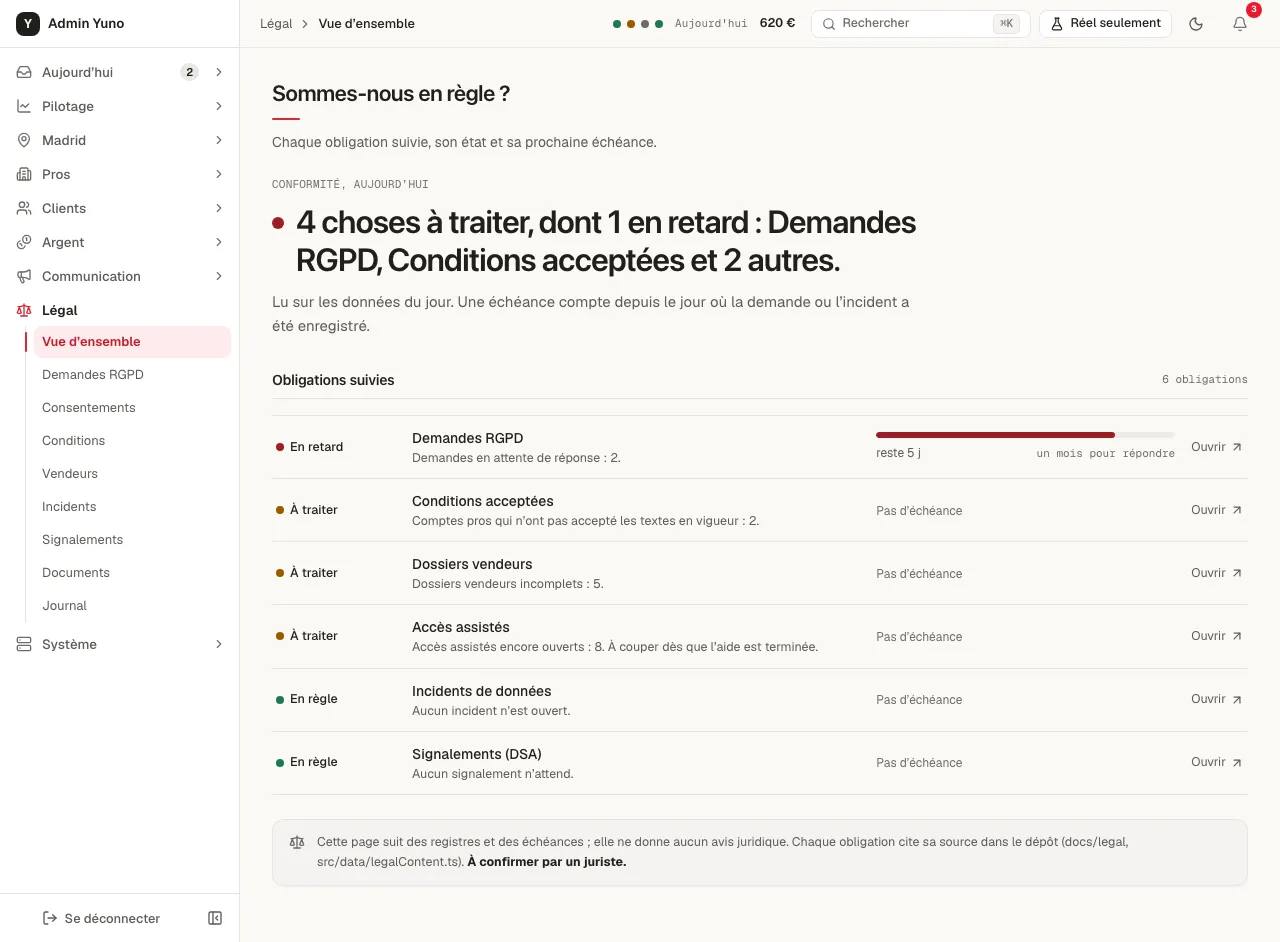 Y Admin Yuno
Légal > Vue d’ensemble
Aujourd'hui 620 €
Rechercher ⌘K
Réel seulement
3
Aujourd’hui 2
Pilotage
Madrid
Pros
Clients
Argent
Communication
Légal
Vue d’ensemble
Demandes RGPD
Consentements
Conditions
Vendeurs
Incidents
Signalements
Documents
Journal
Système
Se déconnecter
Sommes-nous en règle ?
Chaque obligation suivie, son état et sa prochaine échéance.
CONFORMITÉ, AUJOURD’HUI
4 choses à traiter, dont 1 en retard : Demandes
RGPD, Conditions acceptées et 2 autres.
Lu sur les données du jour. Une échéance compte depuis le jour où la demande ou l’incident a
été enregistré.
Obligations suivies 6 obligations
En retard
Demandes RGPD
Demandes en attente de réponse : 2.
reste 5 j un mois pour répondre
Ouvrir
À traiter
Conditions acceptées
Comptes pros qui n’ont pas accepté les textes en vigueur : 2.
Pas d’échéance
Ouvrir
À traiter
Dossiers vendeurs
Dossiers vendeurs incomplets : 5.
Pas d’échéance
Ouvrir
À traiter
Accès assistés
Accès assistés encore ouverts : 8. À couper dès que l’aide est terminée.
Pas d’échéance
Ouvrir
En règle
Incidents de données
Aucun incident n’est ouvert.
Pas d’échéance
Ouvrir
En règle
Signalements (DSA)
Aucun signalement n’attend.
Pas d’échéance
Ouvrir
Cette page suit des registres et des échéances ; elle ne donne aucun avis juridique. Chaque obligation cite sa source dans le dépôt (docs/legal,
src/data/legalContent.ts). À confirmer par un juriste.